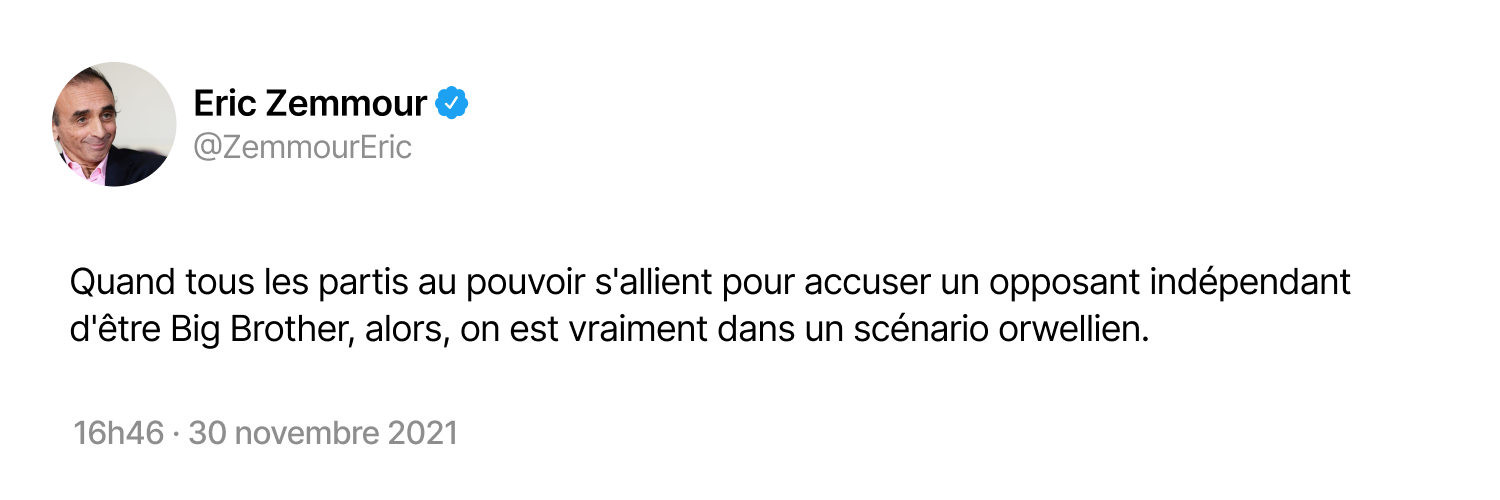 Eric Zemmour
@ZemmourEric
Quand tous les partis au pouvoir s'allient pour accuser un opposant indépendant
d'être Big Brother, alors, on est vraiment dans un scénario orwellien.
16h46 · 30 novembre 2021